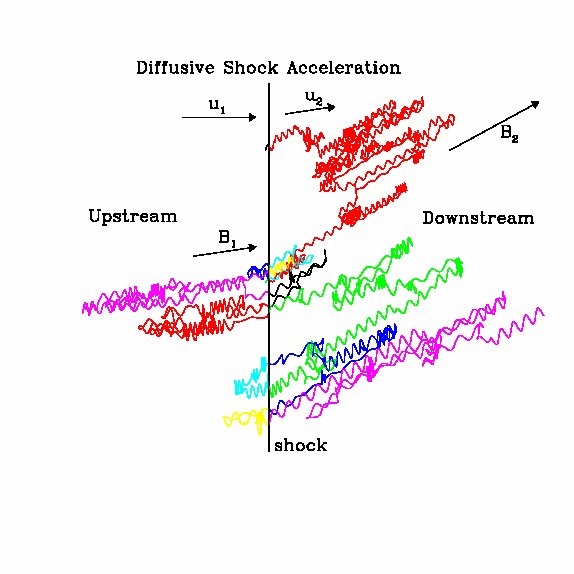 Diffusive Shock Acceleration
u1
u2
B2
Upstream
Downstream
B1
shock